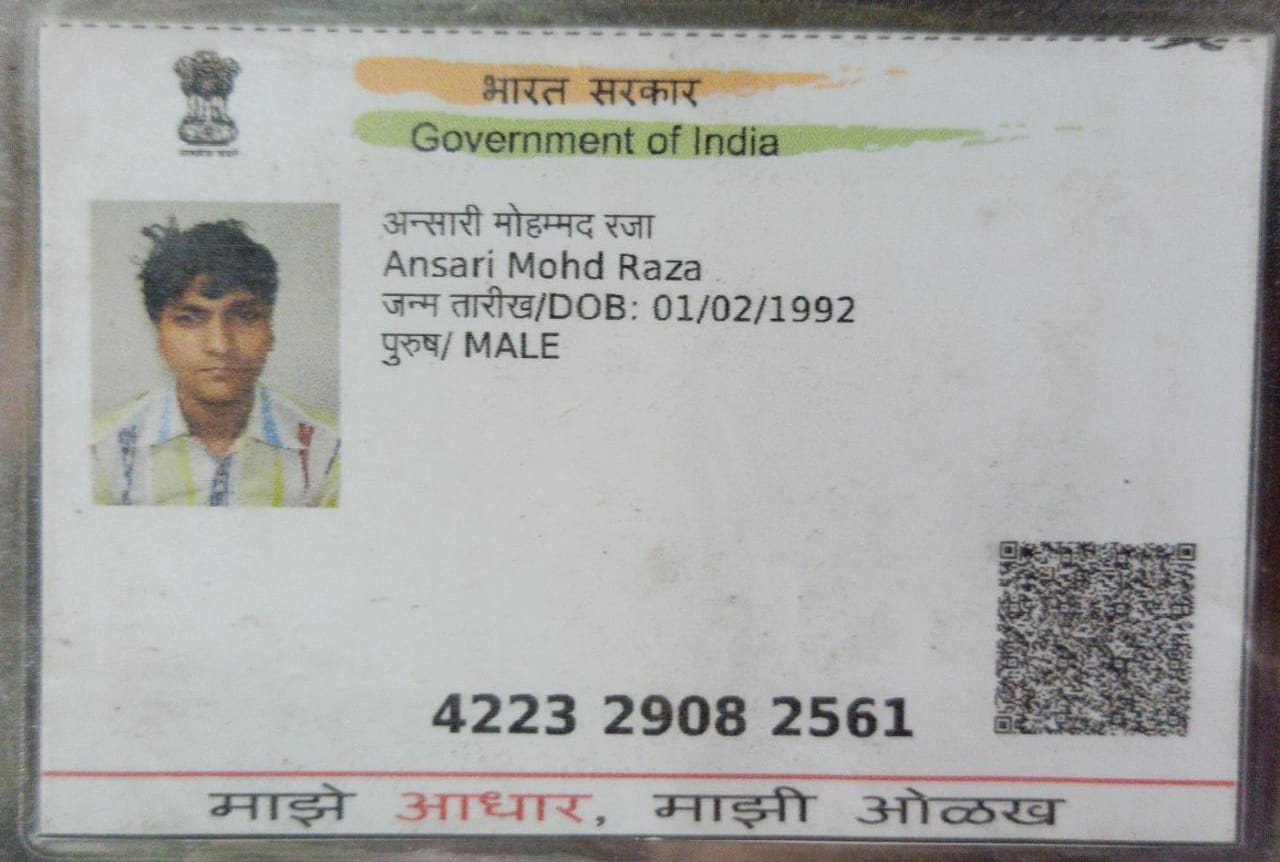 भारत सरकार
Government of India
अन्सारी मोहम्मद रजा
Ansari Mohd Raza
जन्म तारीख/DOB: 01/02/1992
पुरुष/ MALE
4223 2908 2561
माझे आधार, माझी ओळख